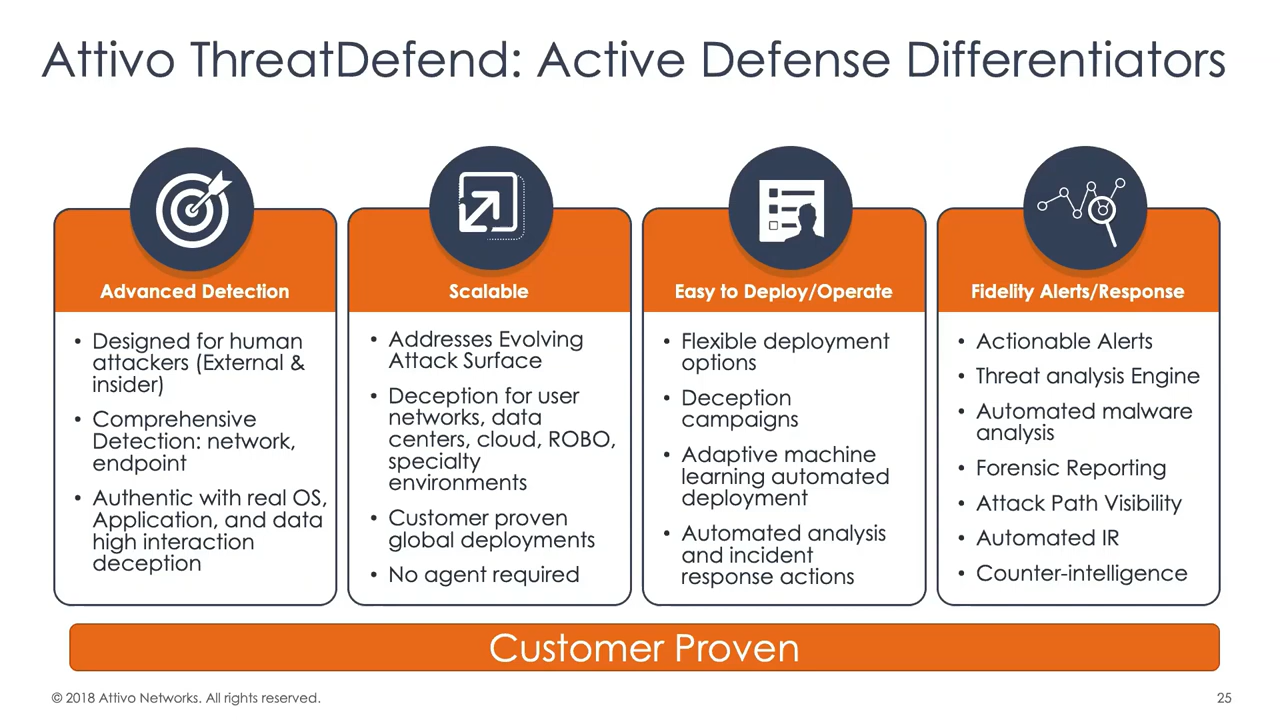 Attivo ThreatDefend: Active Defense Differentiators
Advanced Detection
• Designed for human
attackers (External &
insider)
• Comprehensive
Detection: network,
endpoint
• Authentic with real OS,
Application, and data
high interaction
deception
Scalable
• Addresses Evolving
Attack Surface
• Deception for user
networks, data
centers, cloud, ROBO,
specialty
environments
• Customer proven
global deployments
• No agent required
Easy to Deploy/Operate
• Flexible deployment
options
• Deception
campaigns
• Adaptive machine
learning automated
deployment
• Automated analysis
and incident
response actions
Fidelity Alerts/Response
• Actionable Alerts
• Threat analysis Engine
• Automated malware
analysis
• Forensic Reporting
• Attack Path Visibility
• Automated IR
• Counter-intelligence
Customer Proven
© 2018 Attivo Networks. All rights reserved.
25